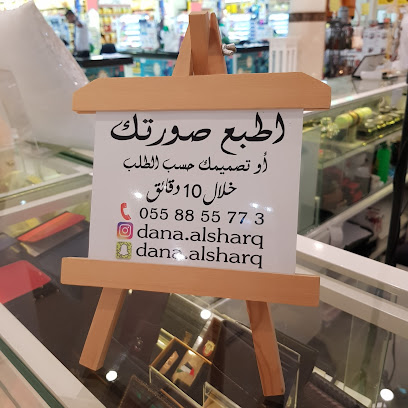 اطبع صورتك
أو تصميمك حسب الطلب
خلال 10 دقائق
055 88 55 77 3
dana.alsharq
dana.alsharq